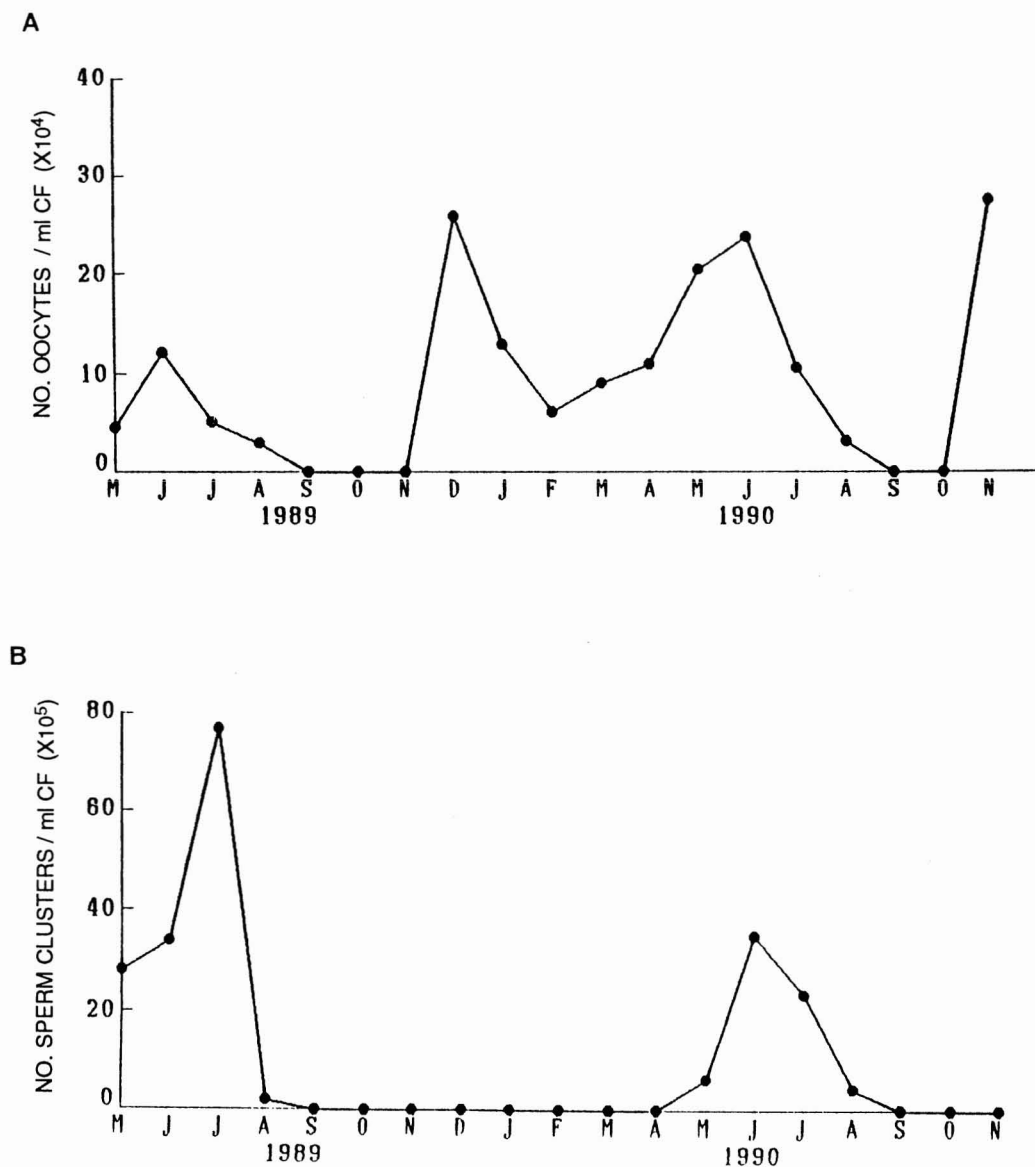 A
NO. OOCYTES / ml CF (X10⁴)
40
30
20
10
0
M J J A S O N D J F M A M J J A S O N
1989 1990
B
NO. SPERM CLUSTERS / ml CF (X10⁵)
80
60
40
20
0
M J J A S O N D J F M A M J J A S O N
1989 1990